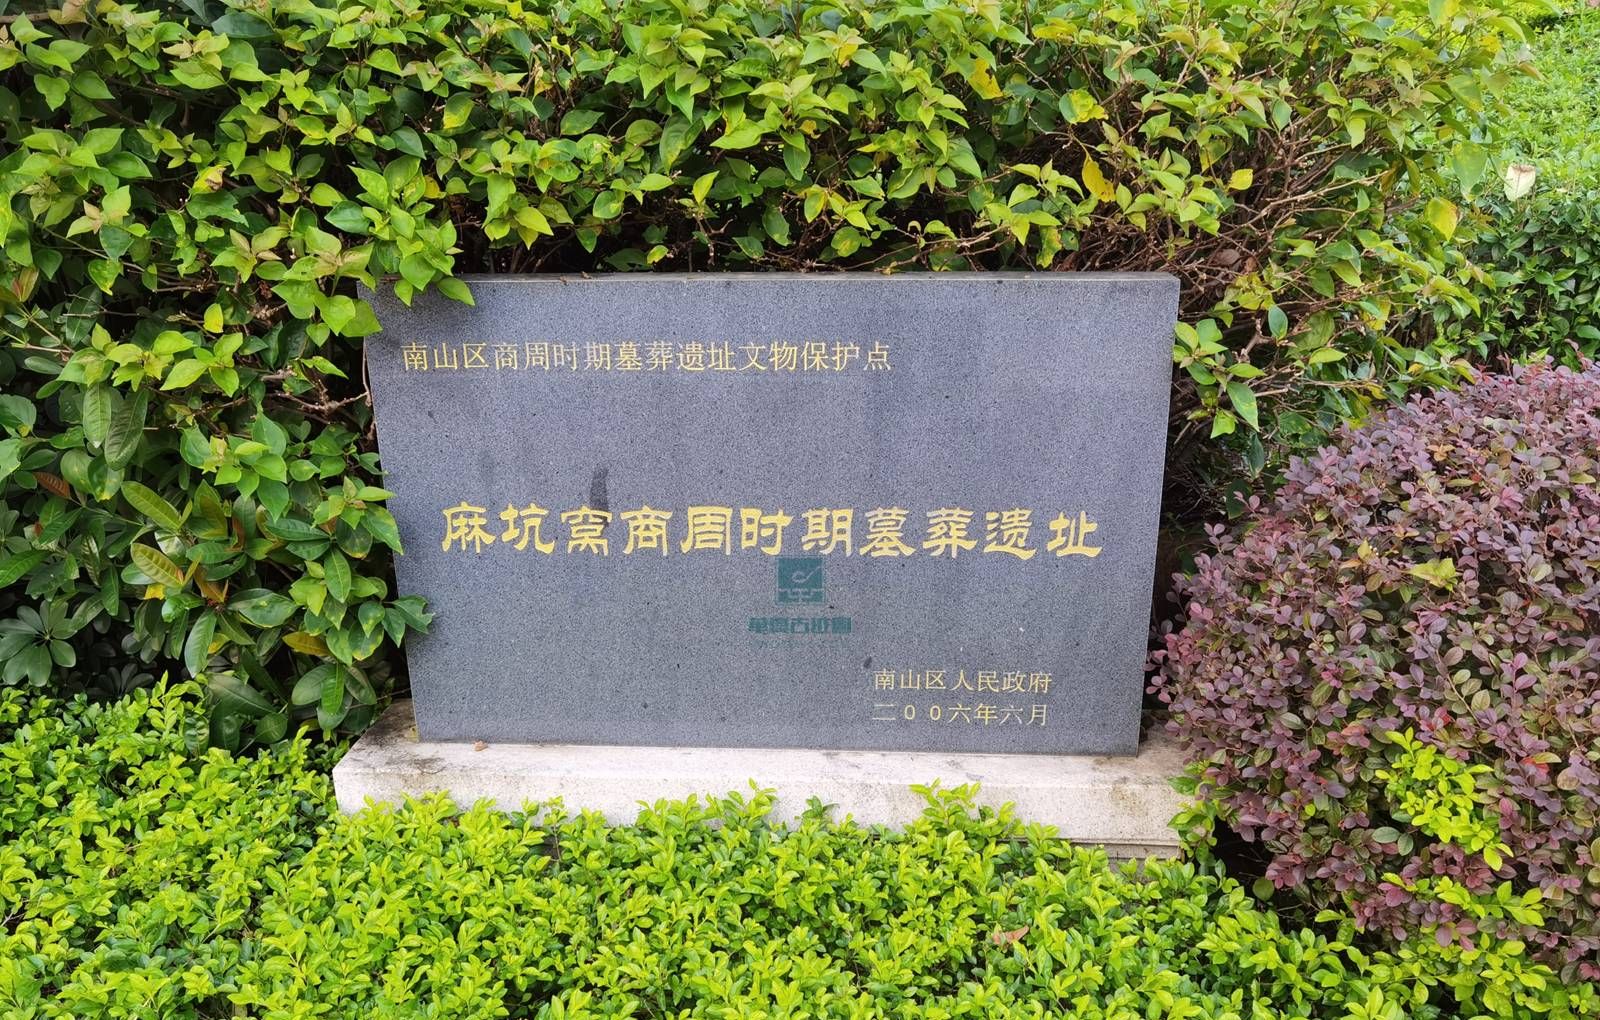 南山区商周时期墓葬遗址文物保护点
麻坑窝商周时期墓葬遗址
南山区人民政府
二００六年六月